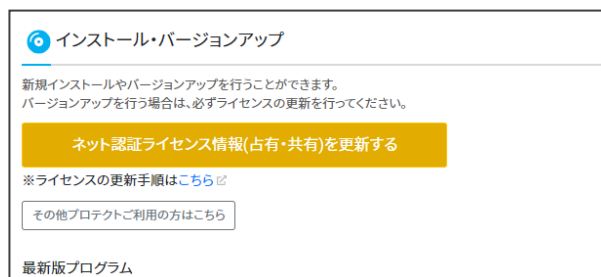 インストール・バージョンアップ
新規インストールやバージョンアップを行うことができます。
バージョンアップを行う場合は、必ずライセンスの更新を行ってください。
ネット認証ライセンス情報(占有・共有)を更新する
※ライセンスの更新手順はこちら
その他プロテクトご利用の方はこちら
最新版プログラム